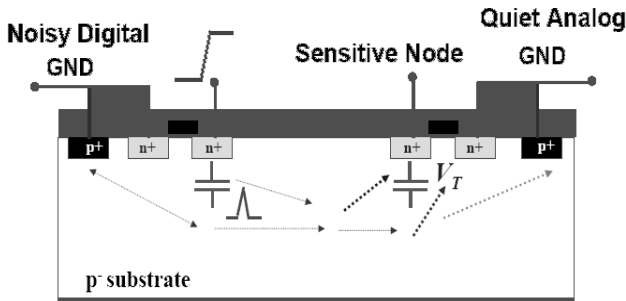 Noisy Digital
GND
Sensitive Node
Quiet Analog
GND
p+ n+ n+ n+ n+ p+
V_T
p- substrate